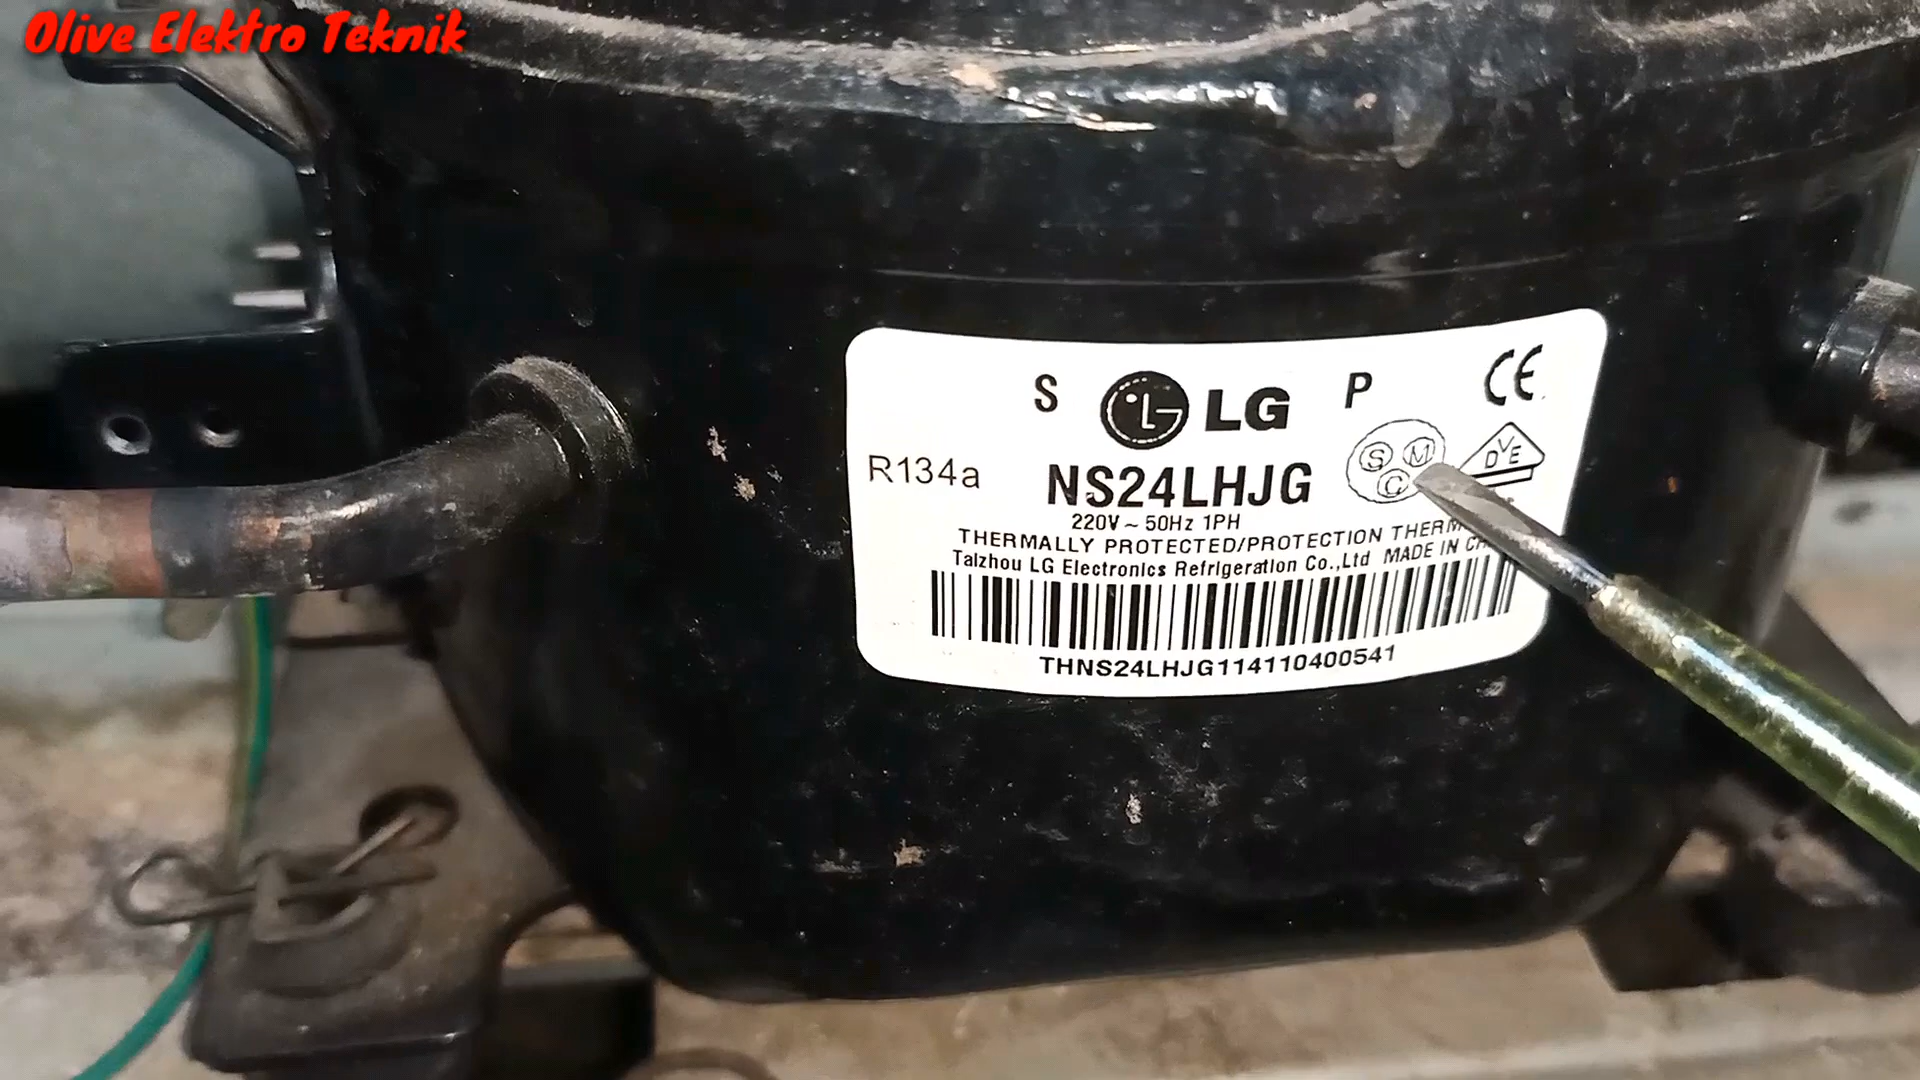 Olive Elektro Teknik
S LG P CE
R134a NS24LHJG S M C DVE
220V ~ 50Hz 1PH
THERMALLY PROTECTED/PROTECTION
Taizhou LG Electronics Refrigeration Co.,Ltd MADE IN
THNS24LHJG114110400541